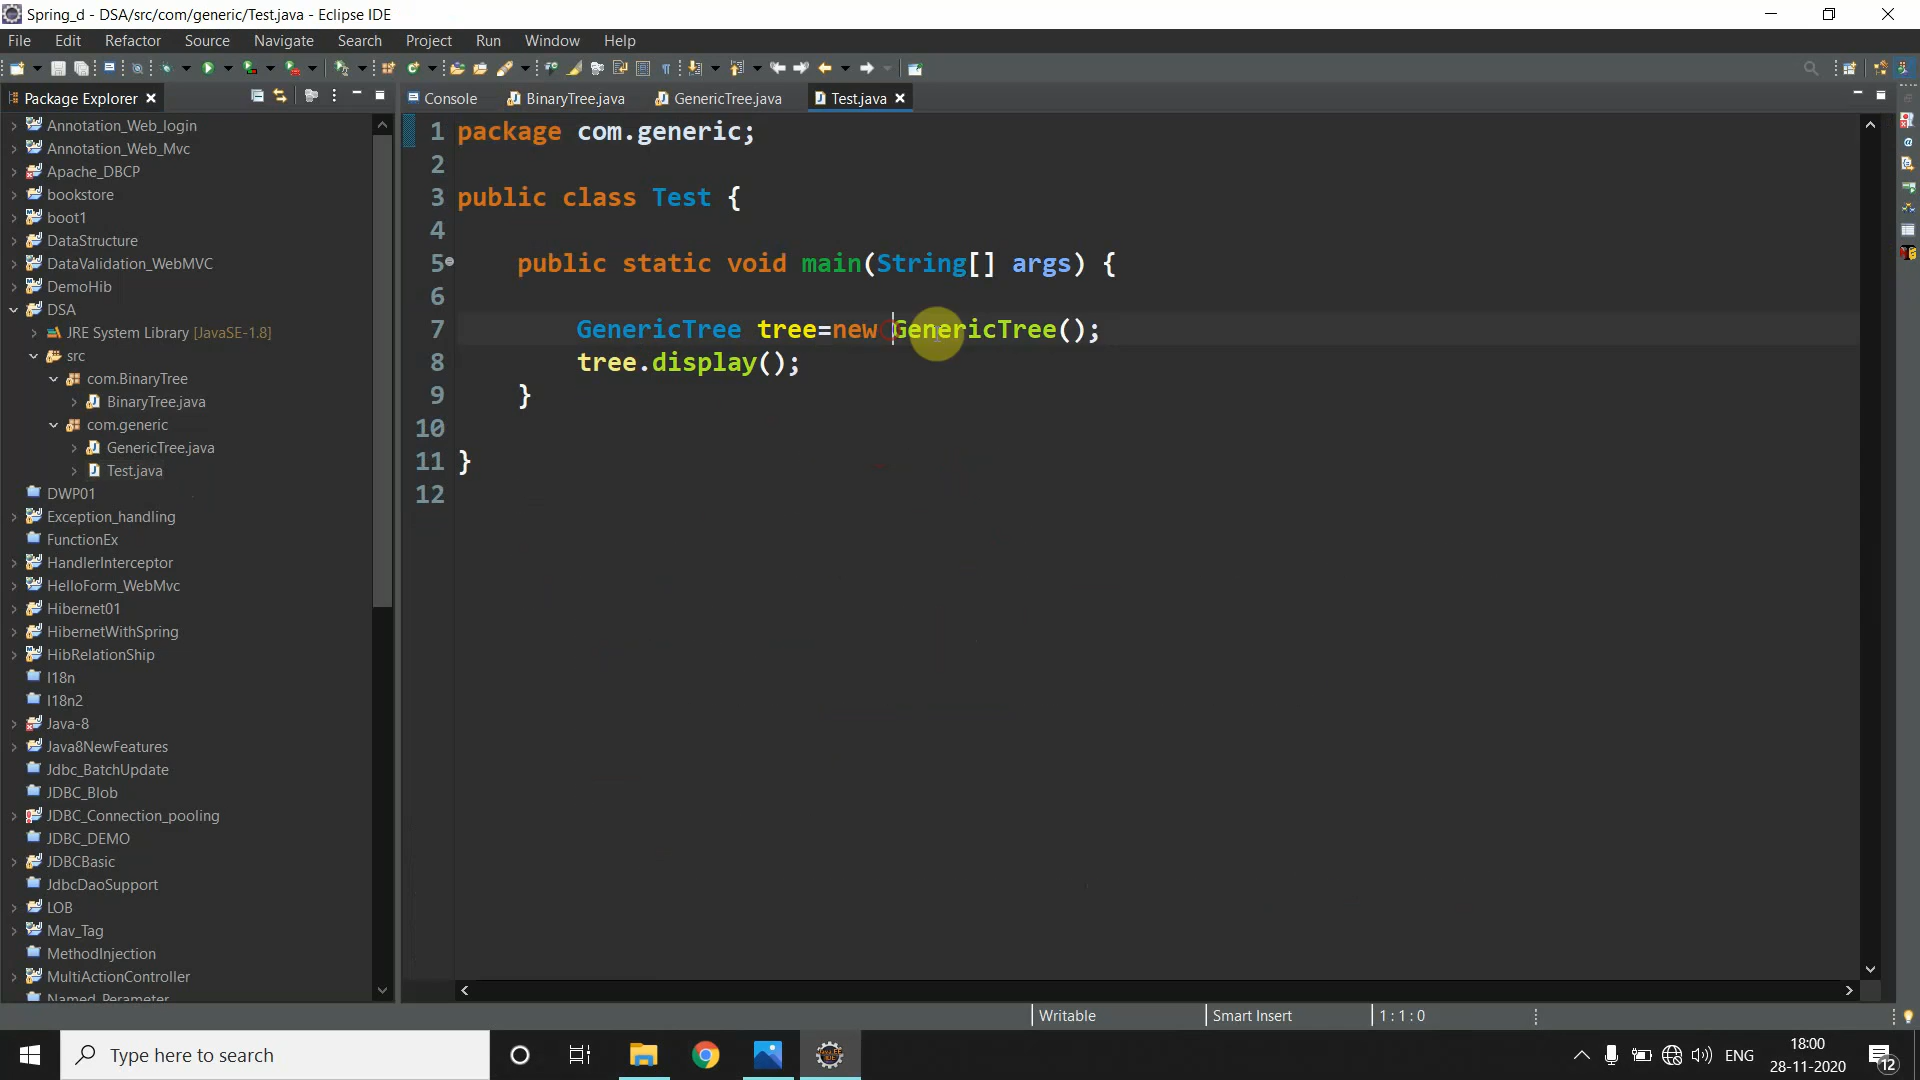 Spring_d - DSA/src/com/generic/Test.java - Eclipse IDE
File Edit Refactor Source Navigate Search Project Run Window Help
Package Explorer
Console BinaryTree.java GenericTree.java Test.java
Annotation_Web_login
Annotation_Web_Mvc
Apache_DBCP
bookstore
boot1
DataStructure
DataValidation_WebMVC
DemoHib
DSA
JRE System Library [JavaSE-1.8]
src
com.BinaryTree
BinaryTree.java
com.generic
GenericTree.java
Test.java
DWP01
Exception_handling
FunctionEx
HandlerInterceptor
HelloForm_WebMvc
Hibernet01
HibernetWithSpring
HibRelationShip
I18n
I18n2
Java-8
Java8NewFeatures
Jdbc_BatchUpdate
JDBC_Blob
JDBC_Connection_pooling
JDBC_DEMO
JDBCBasic
JdbcDaoSupport
LOB
Mav_Tag
MethodInjection
MultiActionController
Named_Perameter
1 package com.generic;
2
3 public class Test {
4
5 public static void main(String[] args) {
6
7 GenericTree tree=new GenericTree();
8 tree.display();
9 }
10
11 }
12
Writable Smart Insert 1 : 1 : 0
Type here to search
ENG
18:00
28-11-2020
12